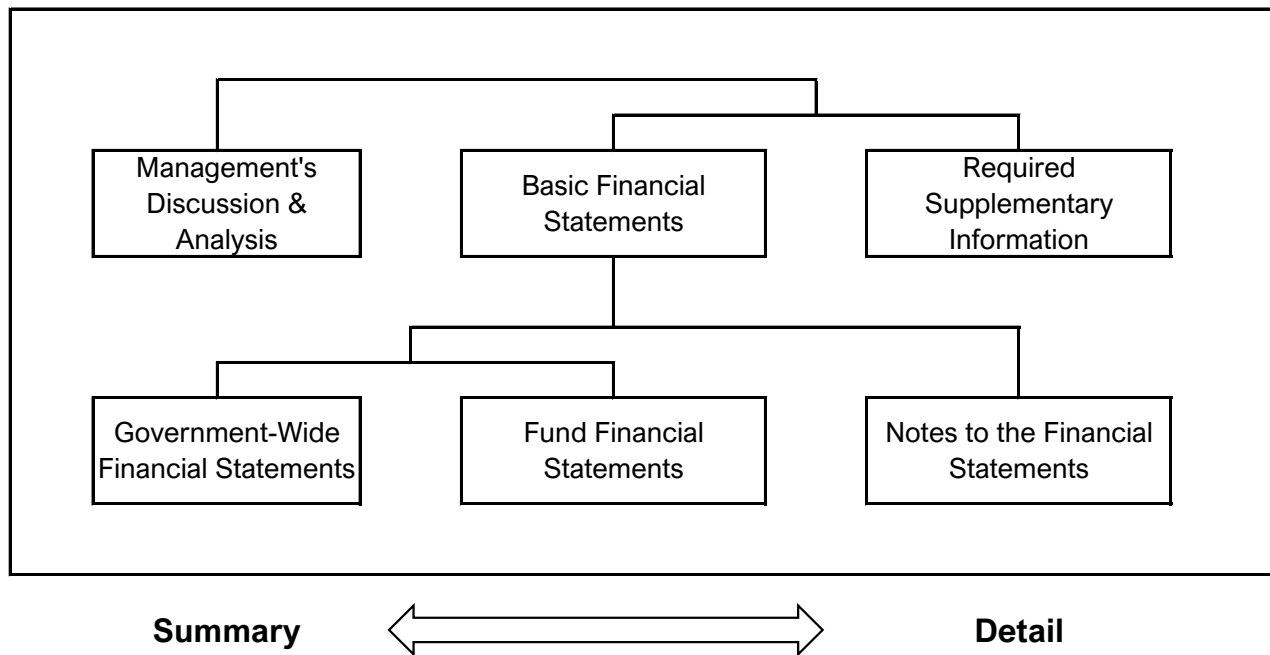 Management's
Discussion &
Analysis
Basic Financial
Statements
Required
Supplementary
Information
Government-Wide
Financial Statements
Fund Financial
Statements
Notes to the Financial
Statements
Summary
Detail